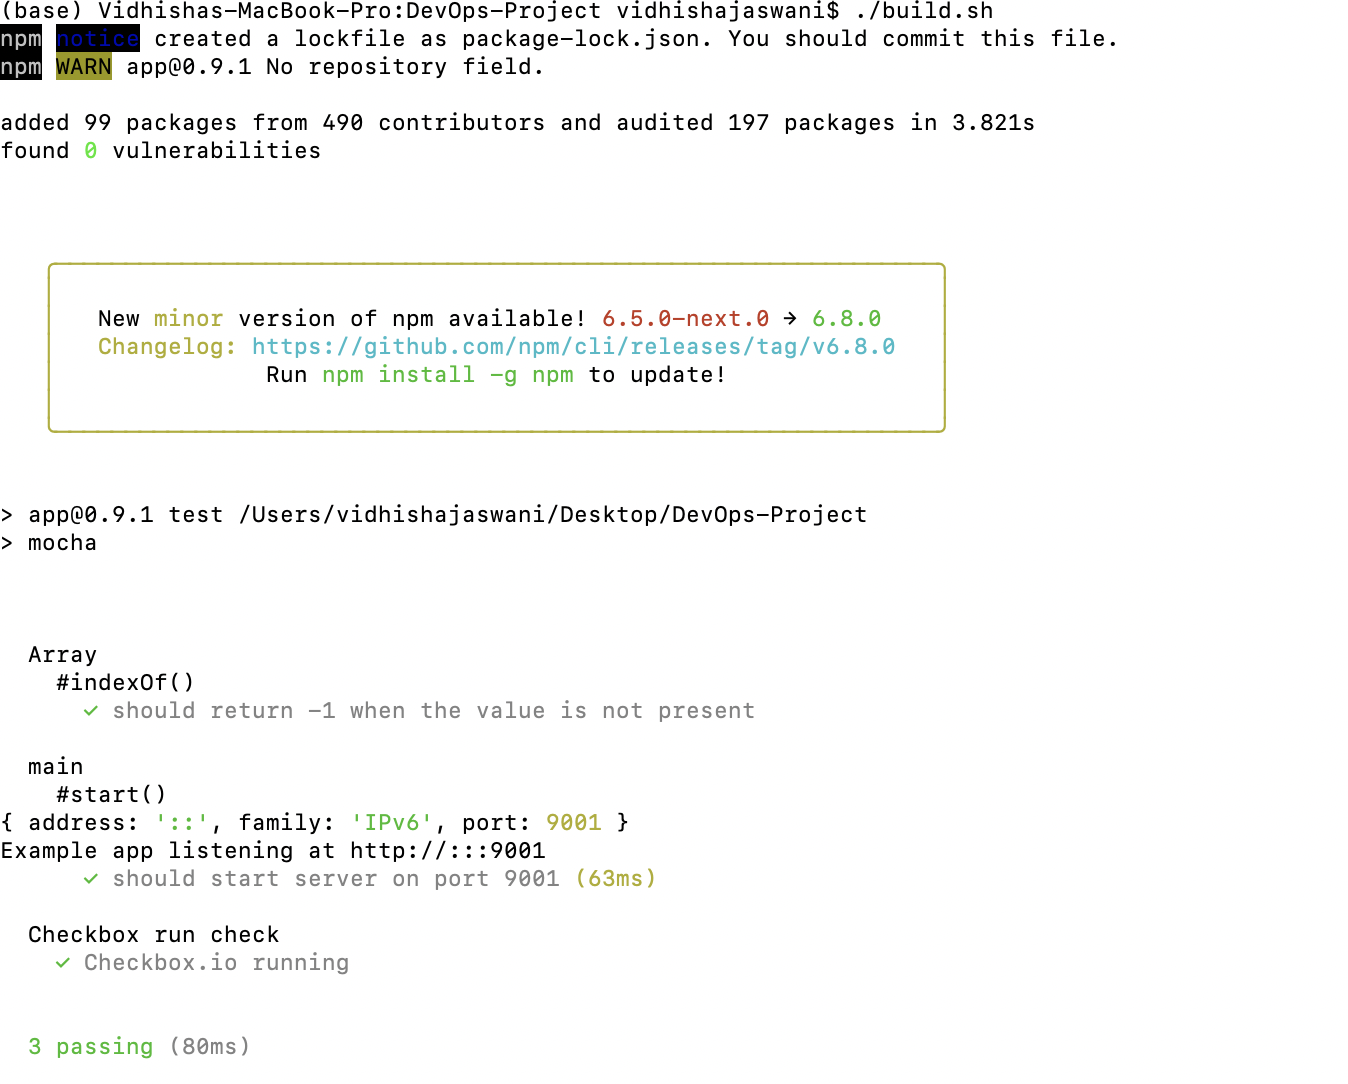 (base) Vidhishas-MacBook-Pro:DevOps-Project vidhishajaswani$ ./build.sh
npm notice created a lockfile as package-lock.json. You should commit this file.
npm WARN app@0.9.1 No repository field.
added 99 packages from 490 contributors and audited 197 packages in 3.821s
found 0 vulnerabilities
New minor version of npm available! 6.5.0-next.0 → 6.8.0
Changelog: https://github.com/npm/cli/releases/tag/v6.8.0
Run npm install -g npm to update!
> app@0.9.1 test /Users/vidhishajaswani/Desktop/DevOps-Project
> mocha
Array
#indexOf()
✓ should return -1 when the value is not present
main
#start()
{ address: '::', family: 'IPv6', port: 9001 }
Example app listening at http://:::9001
✓ should start server on port 9001 (63ms)
Checkbox run check
✓ Checkbox.io running
3 passing (80ms)